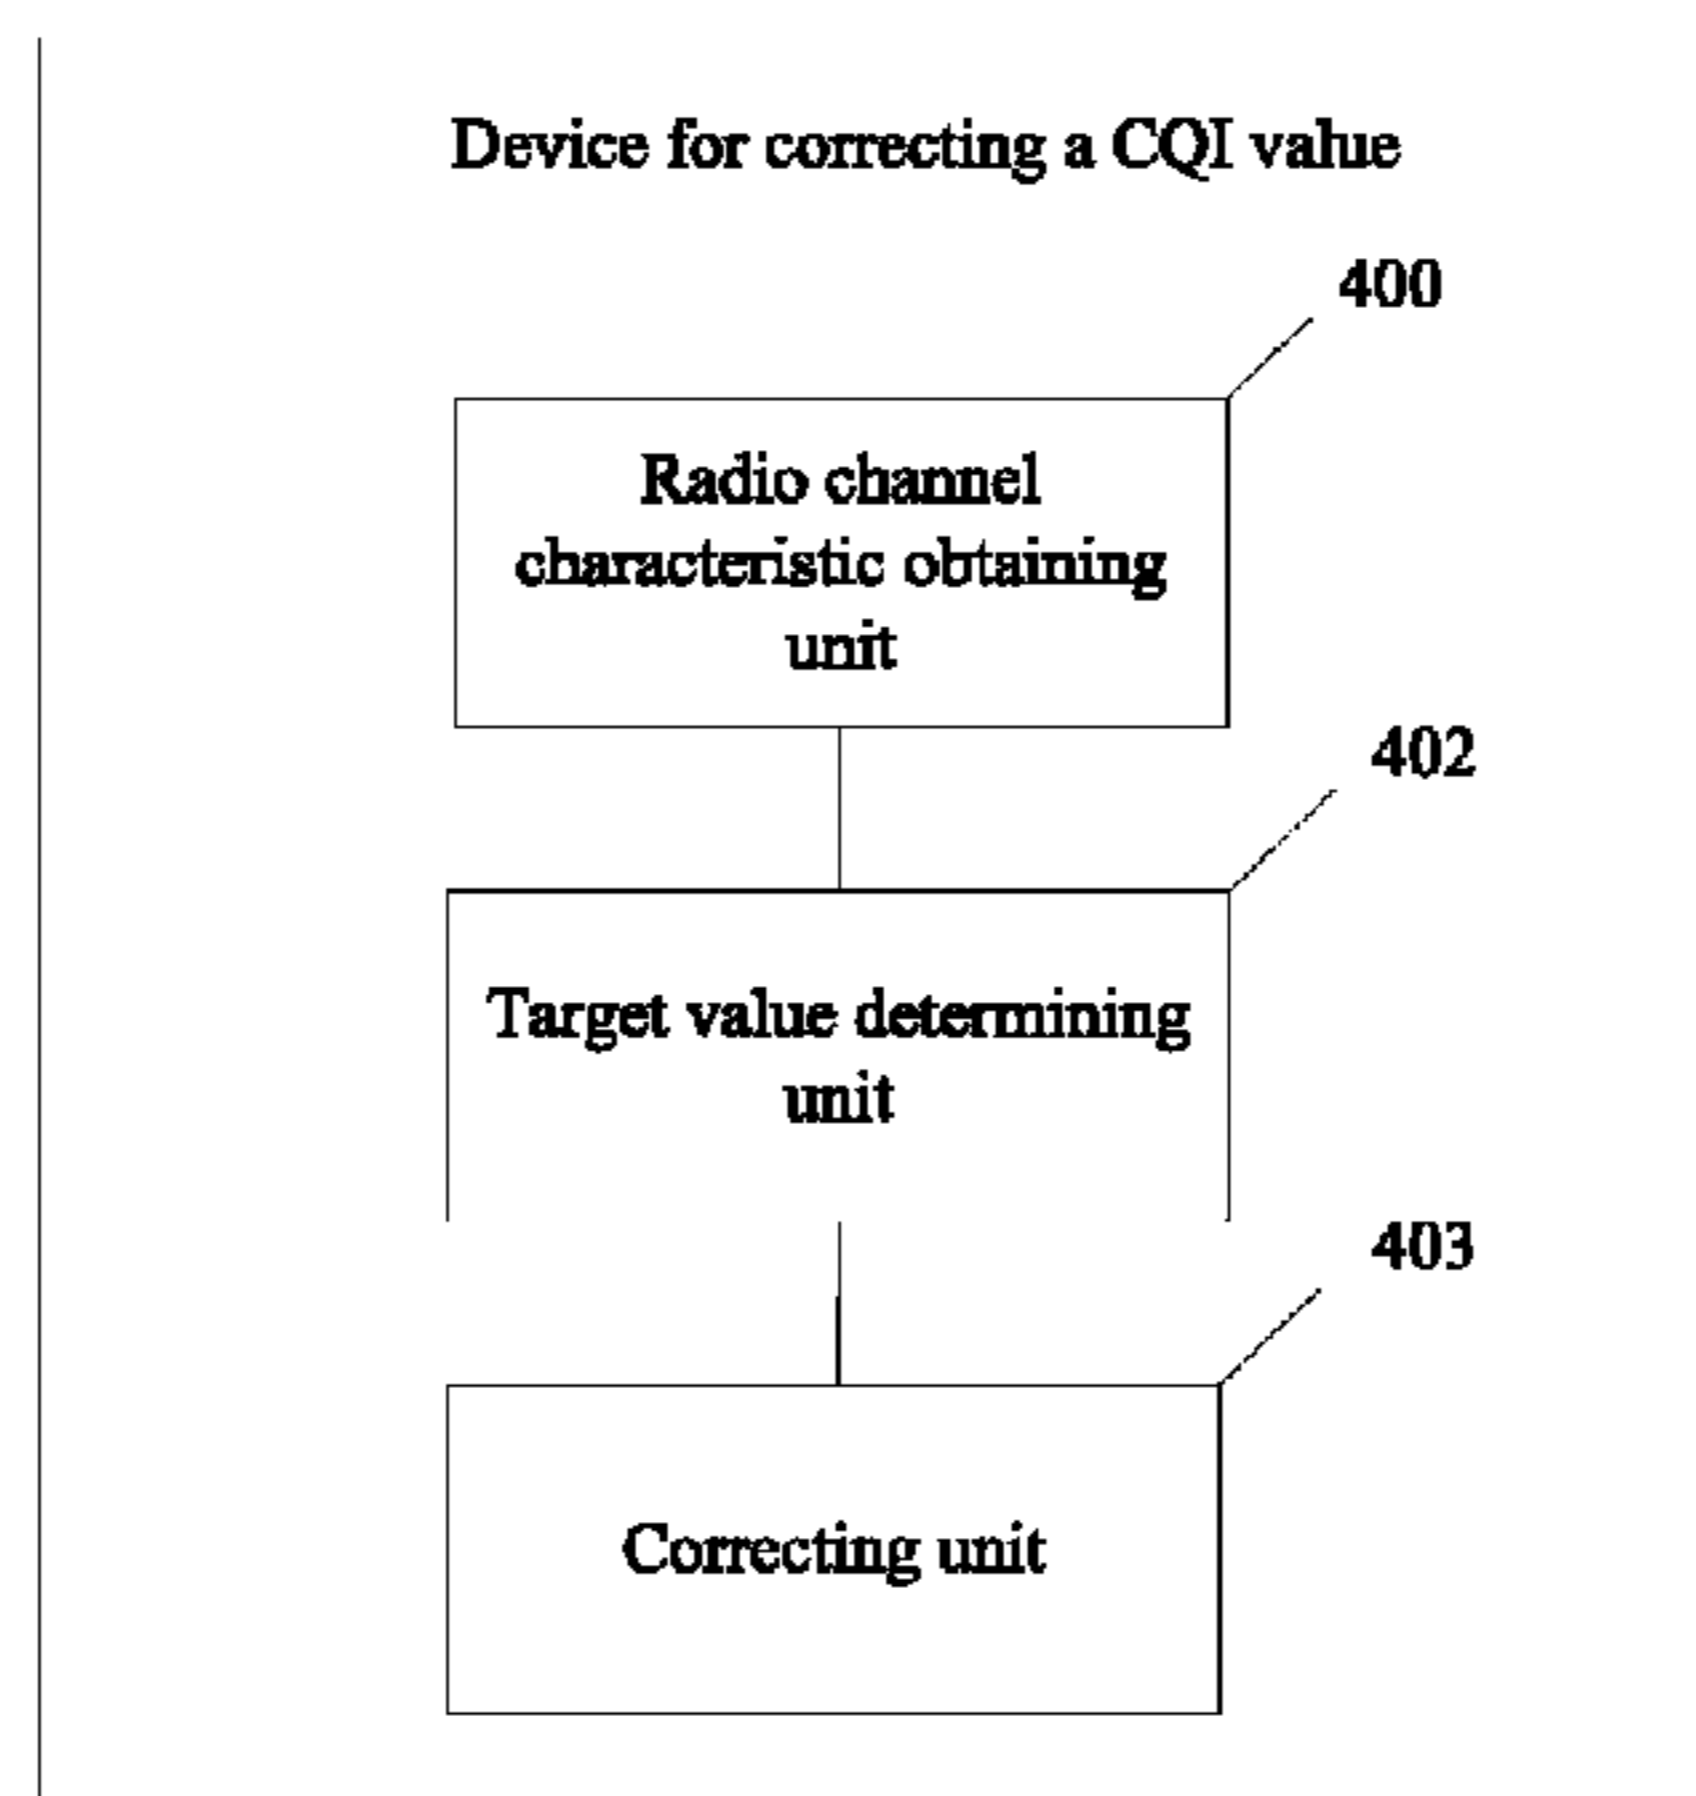 Device for correcting a CQI value
400
Radio channel
characteristic obtaining
unit
402
Target value determining
unit
403
Correcting unit